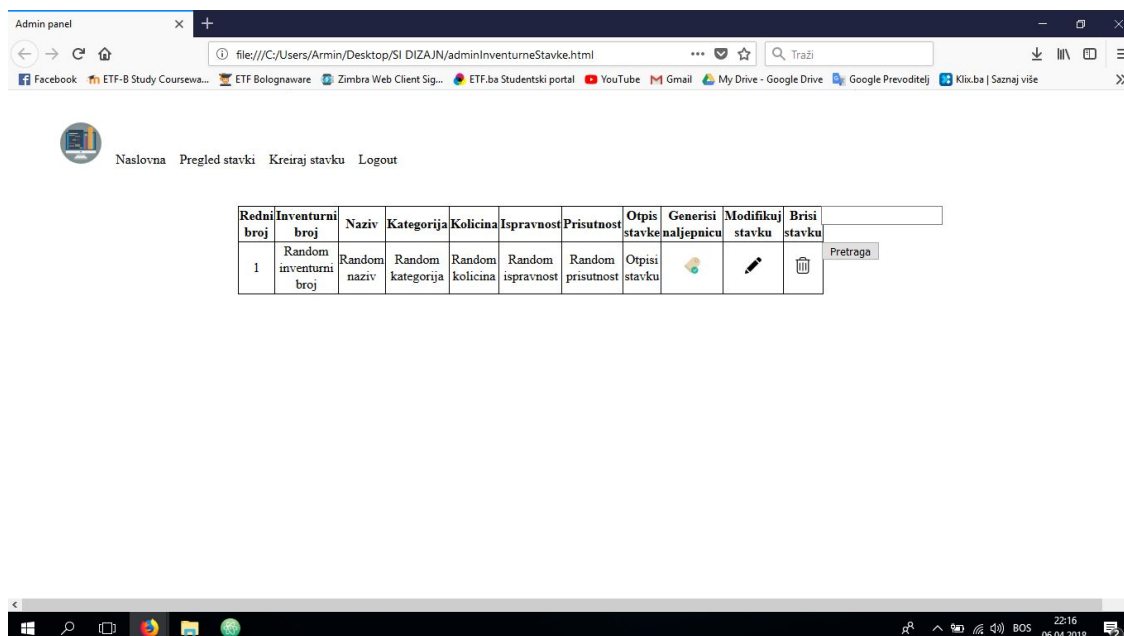 Admin panel
file:///C:/Users/Armin/Desktop/SI DIZAJN/adminInventurneStavke.html
Traži
Facebook ETF-B Study Coursewa... ETF Bolognaware Zimbra Web Client Sig... ETF.ba Studentski portal YouTube Gmail My Drive - Google Drive Google Prevoditelj Klix.ba | Saznaj više
Naslovna Pregled stavki Kreiraj stavku Logout
Redni Inventurni Naziv Kategorija Kolicina Ispravnost Prisutnost Otpis Generisi Modifikuj Brisi
broj broj stavke naljepnicu stavku stavku
Pretraga
1 Random inventurni broj Random naziv Random kategorija Random kolicina Random ispravnost Random prisutnost Otpisi stavku
BOS
22:16
06.04.2018